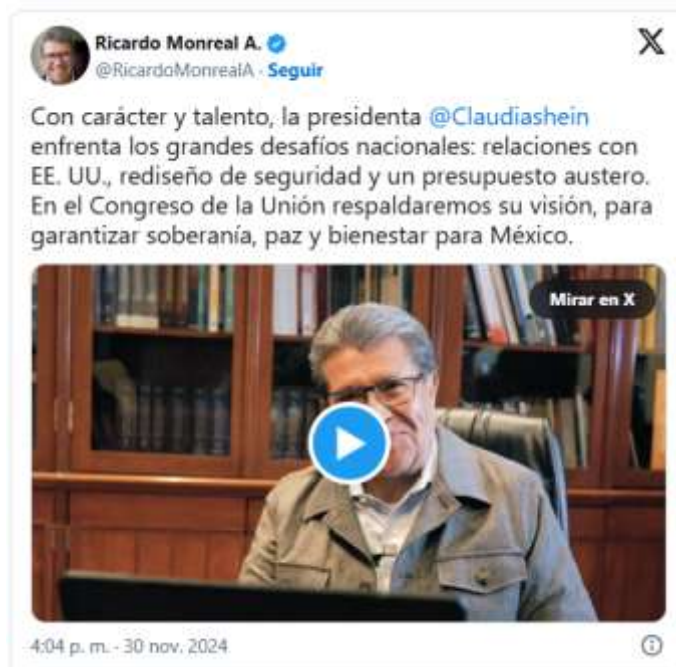 Ricardo Monreal A.
@RicardoMonrealA · Seguir
Con carácter y talento, la presidenta @Claudiashein
enfrenta los grandes desafíos nacionales: relaciones con
EE. UU., rediseño de seguridad y un presupuesto austero.
En el Congreso de la Unión respaldaremos su visión, para
garantizar soberanía, paz y bienestar para México.
Mirar en X
4:04 p. m. · 30 nov. 2024